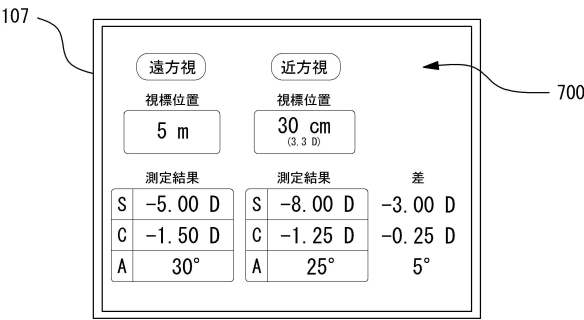 107
700
遠方視 近方視
視標位置 視標位置
5 m 30 cm
(3.3 D)
測定結果 測定結果 差
S -5.00 D S -8.00 D -3.00 D
C -1.50 D C -1.25 D -0.25 D
A 30° A 25° 5°